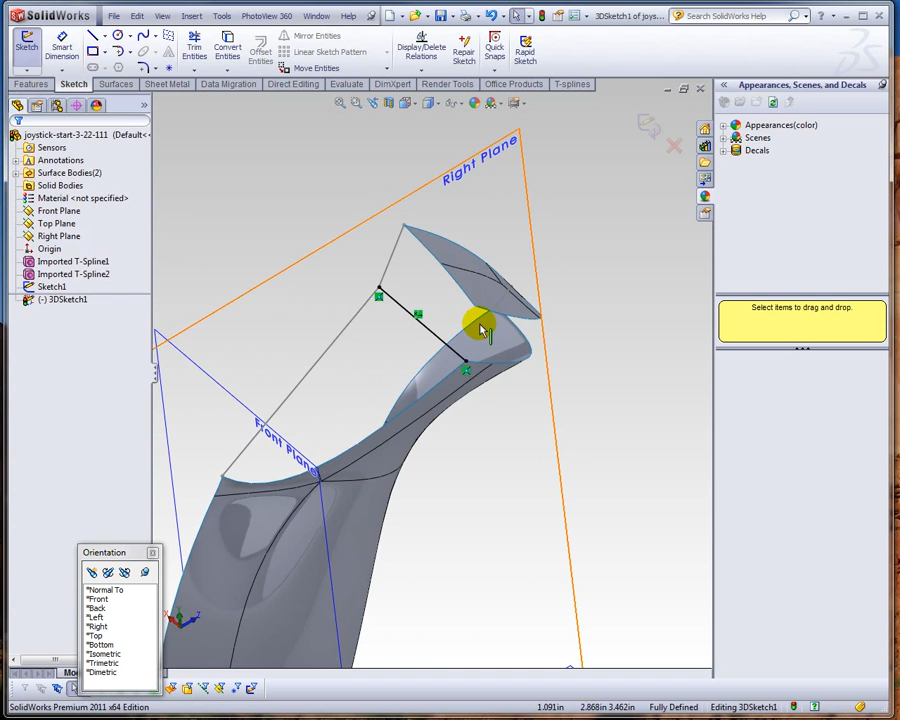 SolidWorks
File
Edit
View
Insert
Tools
PhotoView 360
Window
Help
3DSketch1 of joys...
Search SolidWorks Help
Sketch
Smart
Dimension
Trim
Entities
Convert
Entities
Offset
Entities
Mirror Entities
Linear Sketch Pattern
Move Entities
Display/Delete
Relations
Repair
Sketch
Quick
Snaps
Rapid
Sketch
Features
Sketch
Surfaces
Sheet Metal
Data Migration
Direct Editing
Evaluate
DimXpert
Render Tools
Office Products
T-splines
Appearances, Scenes, and Decals
joystick-start-3-22-111 (Default<
Sensors
Annotations
Surface Bodies(2)
Solid Bodies
Material <not specified>
Front Plane
Top Plane
Right Plane
Origin
Imported T-Spline1
Imported T-Spline2
Sketch1
(-) 3DSketch1
Right Plane
Front Plane
Appearances(color)
Scenes
Decals
Select items to drag and drop.
Orientation
*Normal To
*Front
*Back
*Left
*Right
*Top
*Bottom
*Isometric
*Trimetric
*Dimetric
X
Z
Mo
SolidWorks Premium 2011 x64 Edition
1.091in
2.868in 3.462in
Fully Defined
Editing 3DSketch1